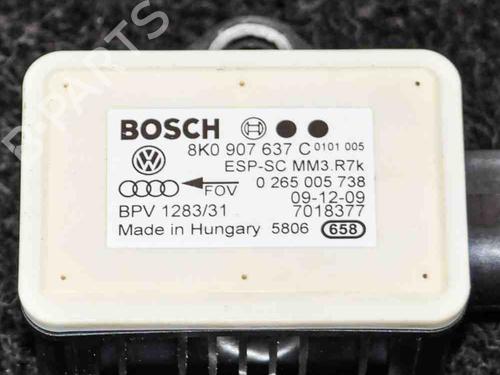 B-PARTS
BOSCH
8K0 907 637 C 0101 005
ESP-SC MM3.R7k
FOV 0 265 005 738
09-12-09
BPV 1283/31 7018377
Made in Hungary 5806 658